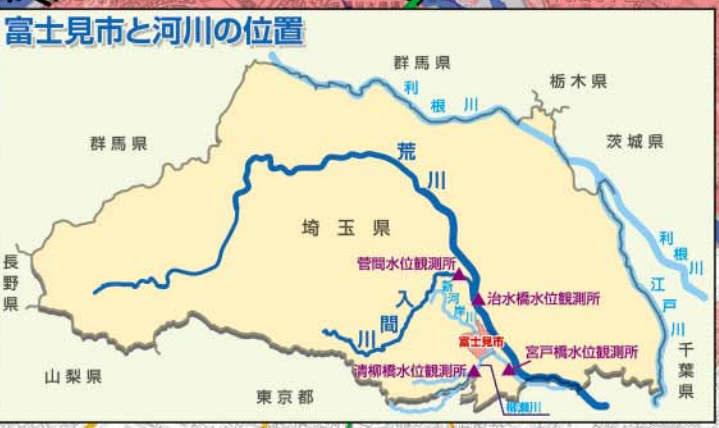 富士見市と河川の位置
群馬県
栃木県
利根川
茨城県
群馬県
荒川
埼玉県
長野県
菅間水位観測所
利根川
新河岸川
治水橋水位観測所
江戸川
入間川
富士見市
宮戸橋水位観測所
千葉県
青柳橋水位観測所
山梨県
東京都
柳瀬川